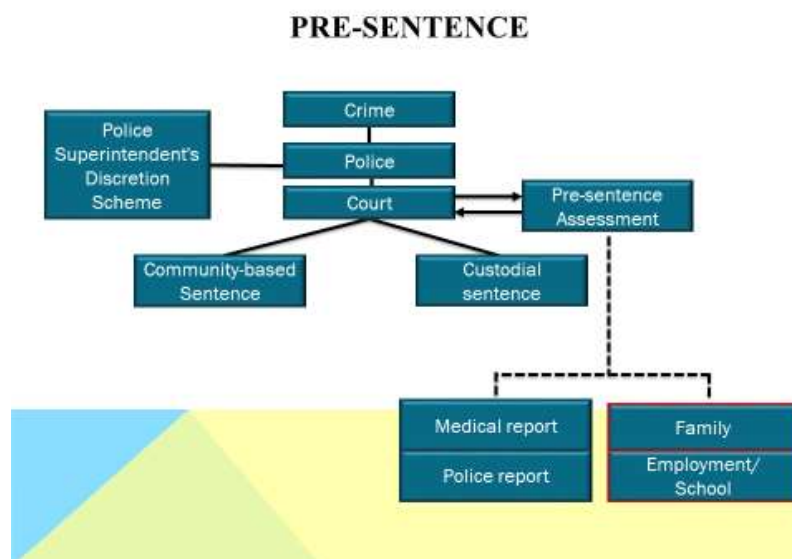 PRE-SENTENCE
Crime
Police
Superintendent's
Discretion
Scheme
Police
Court
Pre-sentence
Assessment
Community-based
Sentence
Custodial
sentence
Medical report
Family
Police report
Employment/
School